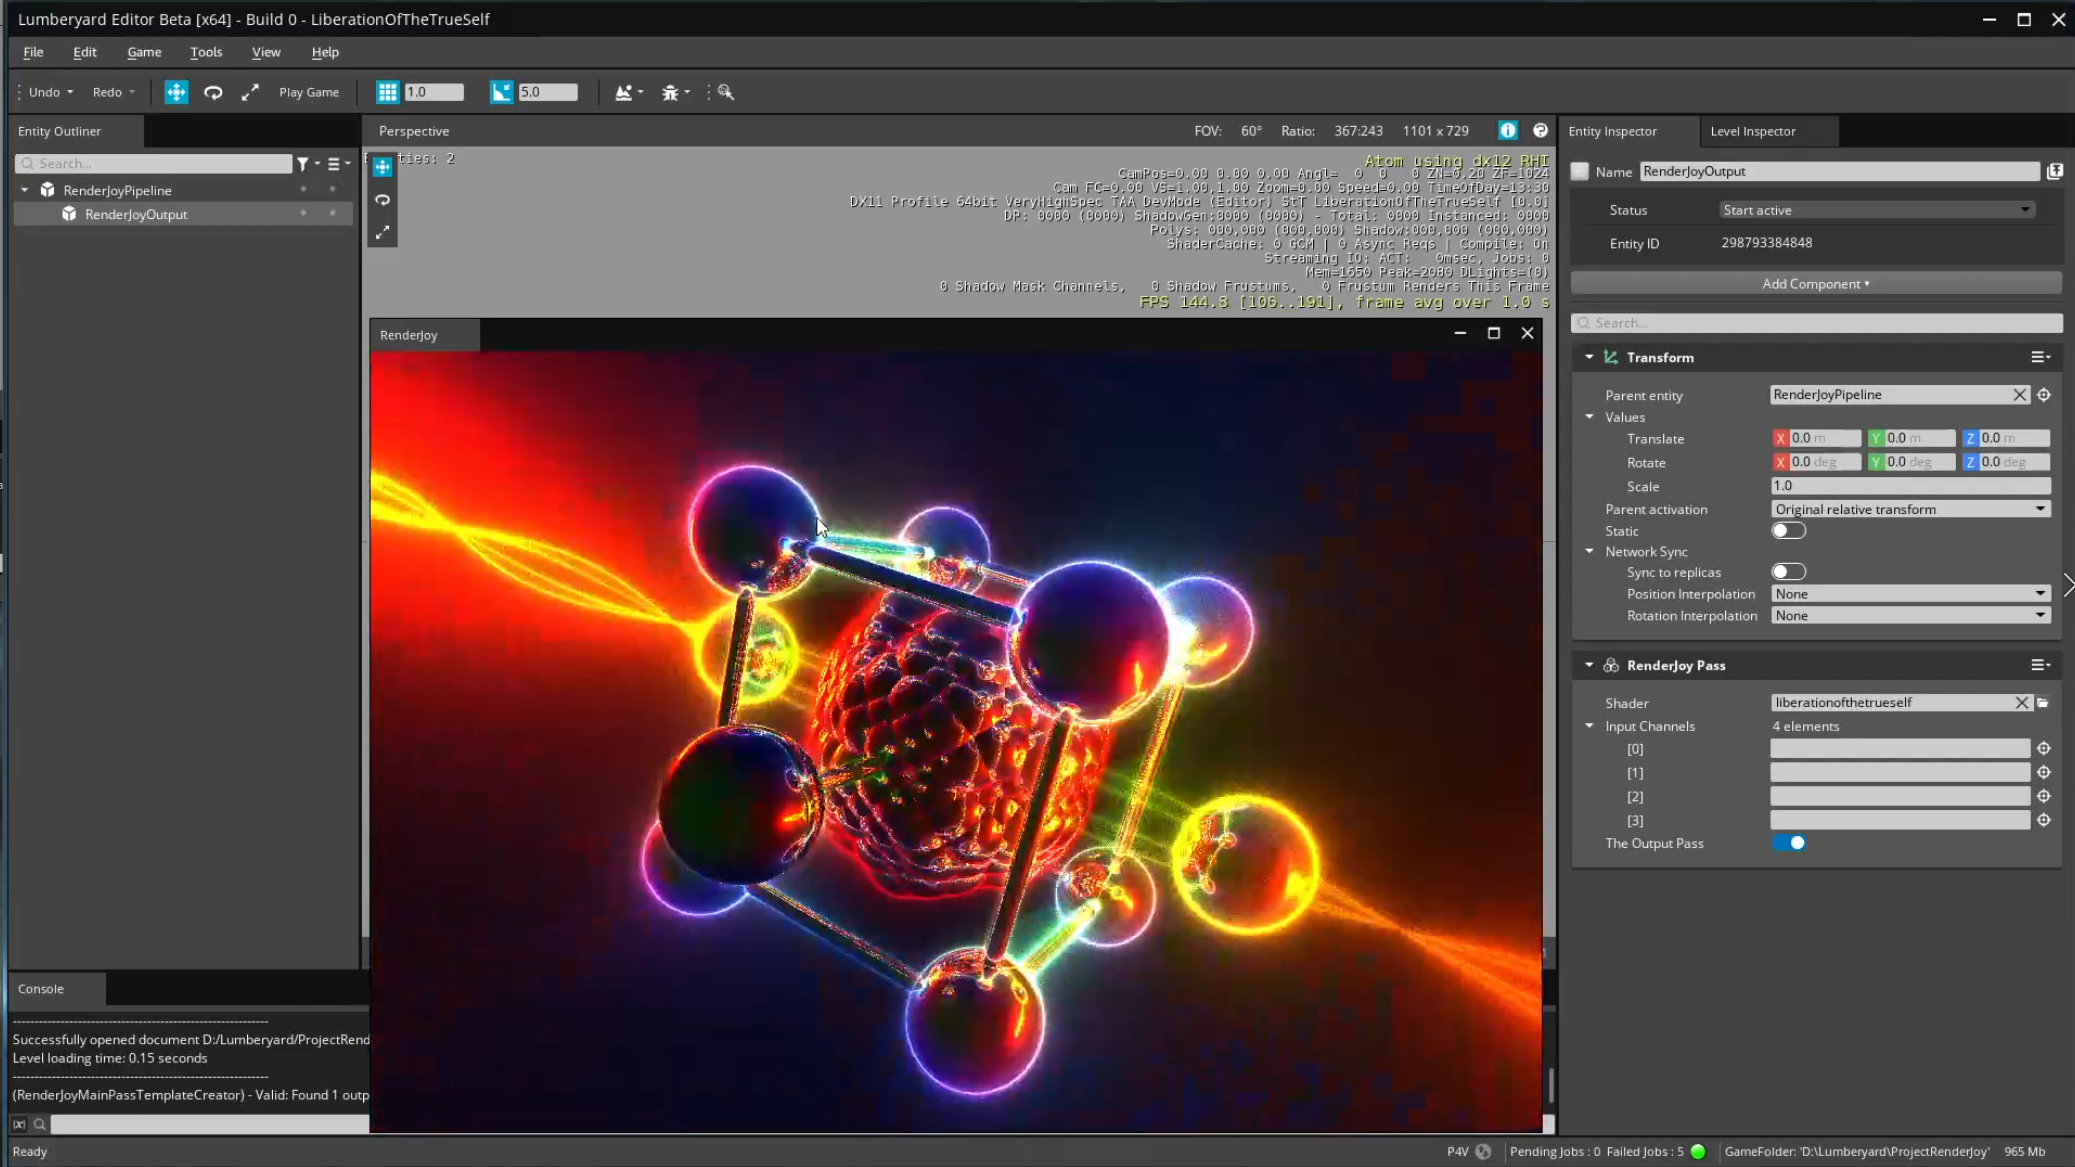 Lumberyard Editor Beta [x64] - Build 0 - LiberationOfTheTrueSelf
File Edit Game Tools View Help
Undo Redo Play Game 1.0 5.0
Entity Outliner
Search...
RenderJoyPipeline
RenderJoyOutput
Perspective FOV: 60° Ratio: 367:243 1101 x 729
ties: 2
Atom using dx12 RHI
CamPos=0.00 0.00 0.00 Angl= 0 0 0 ZN=0.20 ZF=1024
Cam FC=0.00 VS=1.00,1.00 Zoom=0.00 Speed=0.00 TimeOfDay=13:30
DX11 Profile 64bit VeryHighSpec TAA DevMode (Editor) StT LiberationOfTheTrueSelf [0.0]
DP: 0000 (0000) ShadowGen:0000 (0000) - Total: 0000 Instanced: 0000
Polys: 000,000 (000,000) Shadow:000,000 (000,000)
ShaderCache: 0 GCM | 0 Async Reqs | Compile: On
Streaming IO: ACT: 0msec, Jobs: 0
Mem=1650 Peak=2080 DLights=(0)
0 Shadow Mask Channels, 0 Shadow Frustums, 0 Frustum Renders This Frame
FPS 144.8 [106..191], frame avg over 1.0 s
RenderJoy
Console
Successfully opened document D:/Lumberyard/ProjectRend
Level loading time: 0.15 seconds
(RenderJoyMainPassTemplateCreator) - Valid: Found 1 outp
Entity Inspector Level Inspector
Name RenderJoyOutput
Status Start active
Entity ID 298793384848
Add Component
Search...
Transform
Parent entity RenderJoyPipeline
Values
Translate X 0.0 m Y 0.0 m Z 0.0 m
Rotate X 0.0 deg Y 0.0 deg Z 0.0 deg
Scale 1.0
Parent activation Original relative transform
Static
Network Sync
Sync to replicas
Position Interpolation None
Rotation Interpolation None
RenderJoy Pass
Shader liberationofthetrueself
Input Channels 4 elements
[0]
[1]
[2]
[3]
The Output Pass
Ready P4V Pending Jobs : 0 Failed Jobs : 5 GameFolder: 'D:\Lumberyard\ProjectRenderJoy' 965 Mb